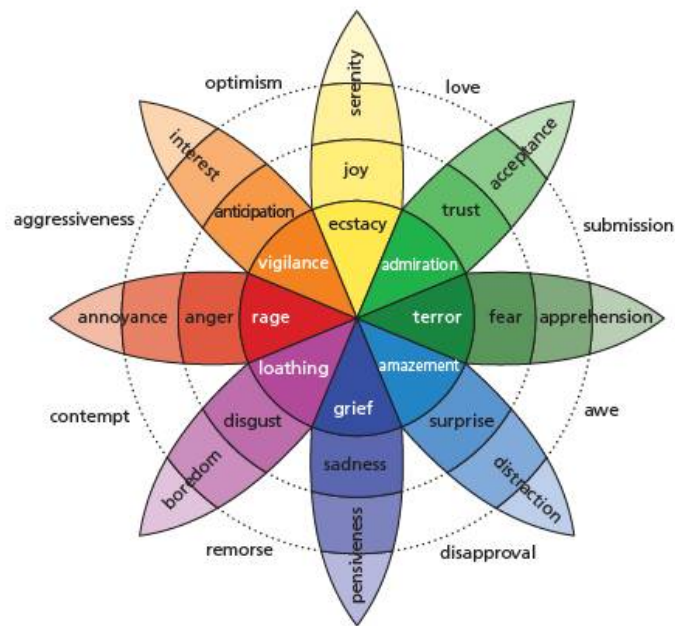 optimism
serenity
love
interest
acceptance
joy
anticipation
trust
aggressiveness
ecstacy
submission
vigilance
admiration
annoyance
anger
rage
terror
fear
apprehension
loathing
amazement
contempt
grief
awe
disgust
surprise
boredom
sadness
distraction
pensiveness
remorse
disapproval